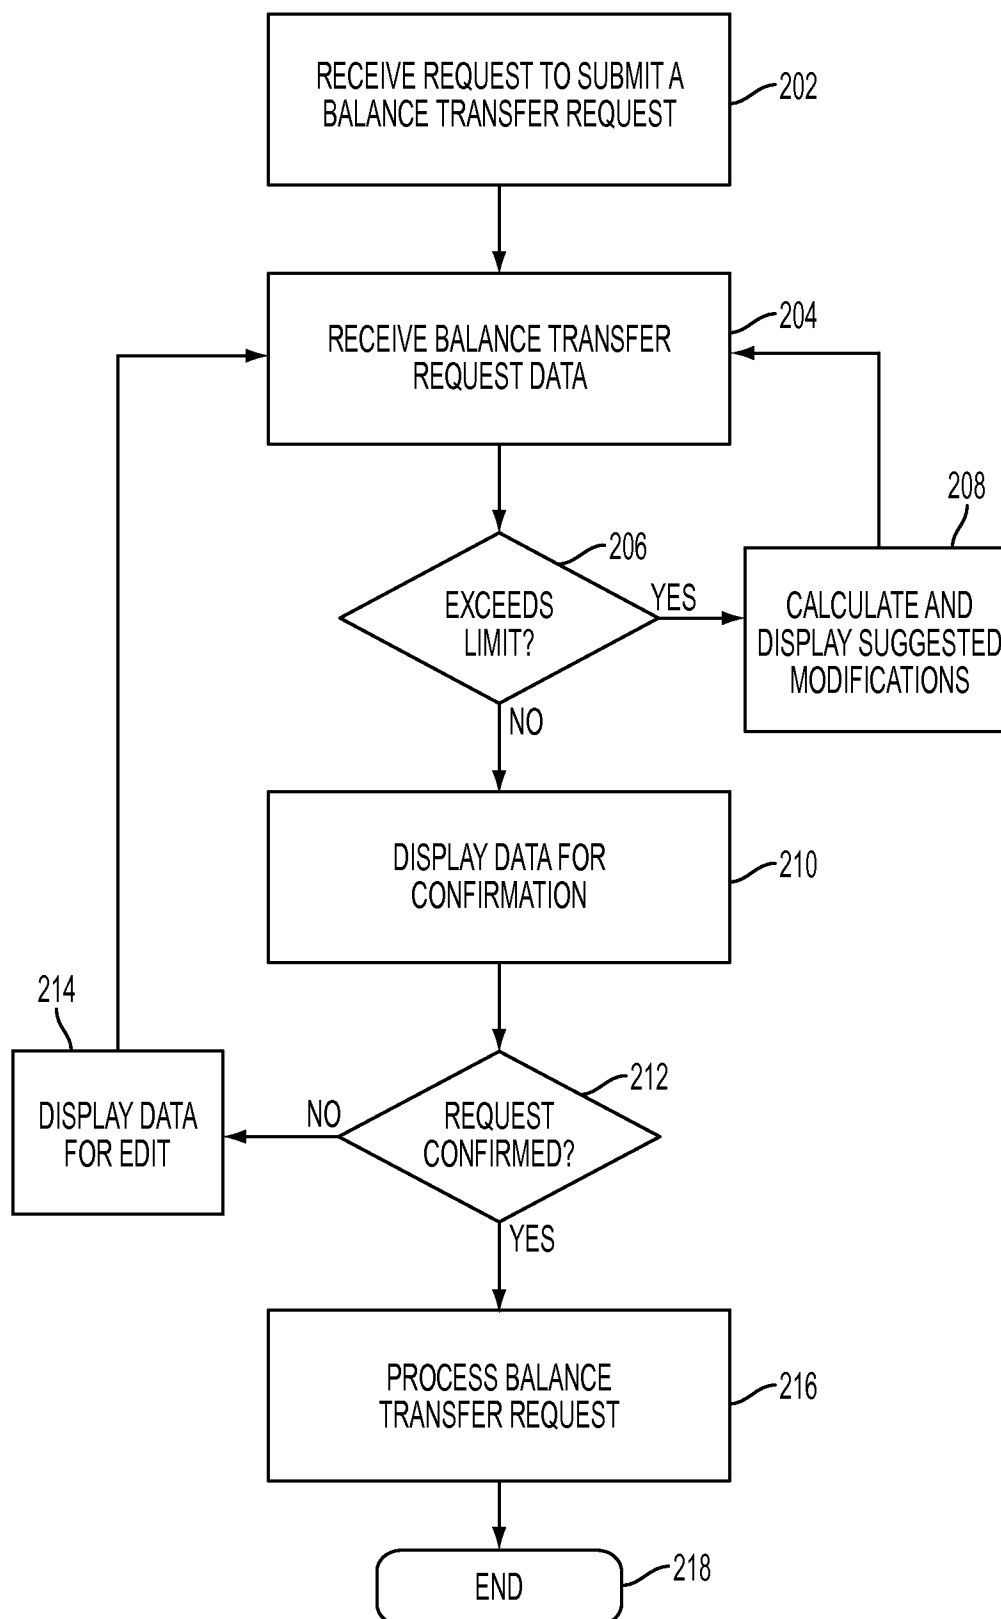 RECEIVE REQUEST TO SUBMIT A
BALANCE TRANSFER REQUEST
202
RECEIVE BALANCE TRANSFER
REQUEST DATA
204
EXCEEDS
LIMIT?
206
YES
NO
208
CALCULATE AND
DISPLAY SUGGESTED
MODIFICATIONS
DISPLAY DATA FOR
CONFIRMATION
210
REQUEST
CONFIRMED?
212
NO
YES
214
DISPLAY DATA
FOR EDIT
PROCESS BALANCE
TRANSFER REQUEST
216
END
218